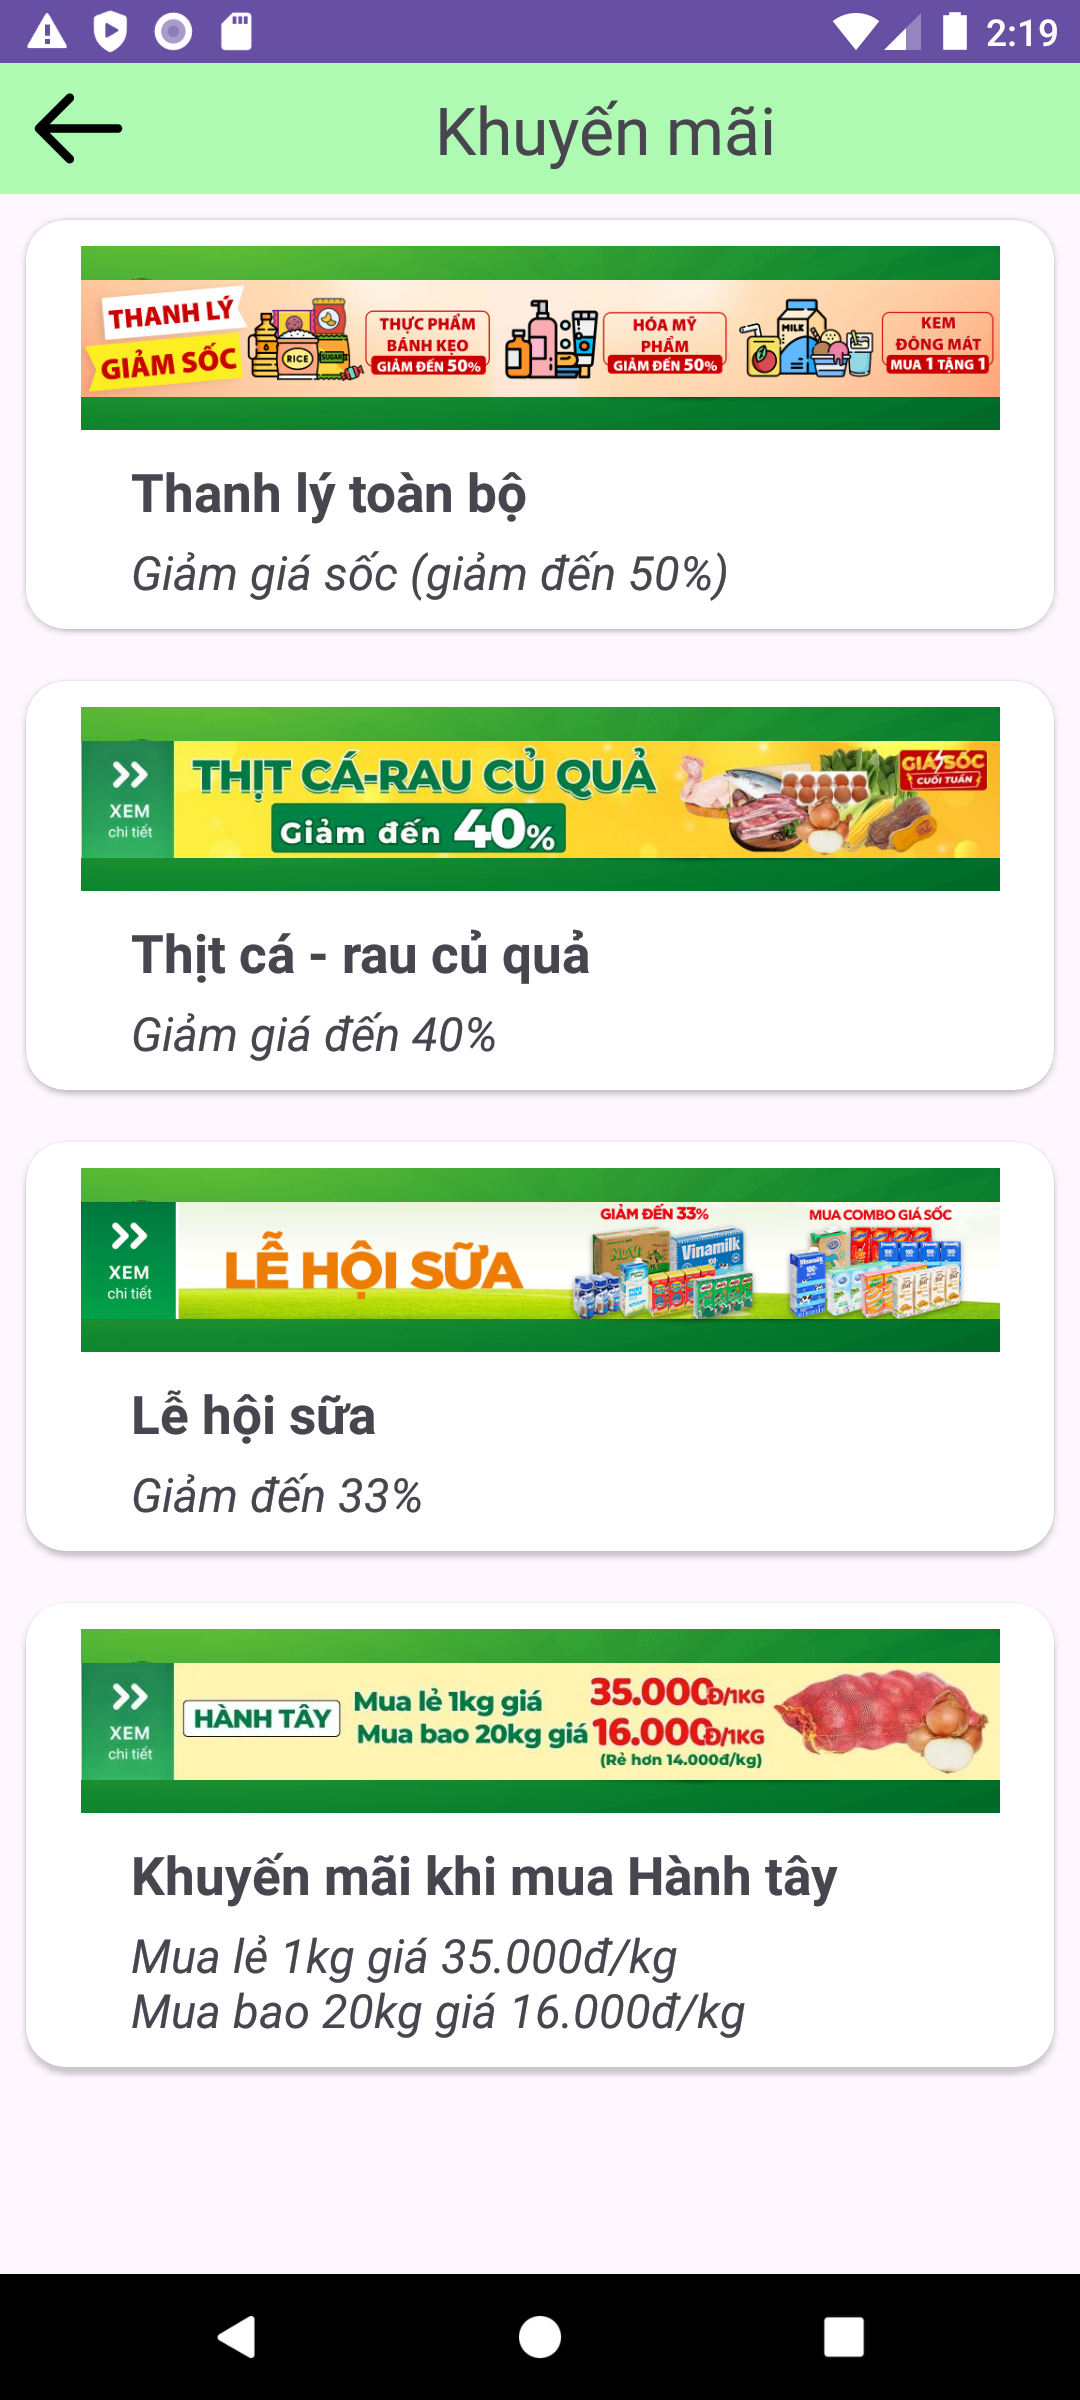 2:19
Khuyến mãi
THANH LÝ
GIẢM SỐC
RICE
SUGAR
THỰC PHẨM
BÁNH KẸO
GIẢM ĐẾN 50%
HÓA MỸ
PHẨM
GIẢM ĐẾN 50%
MILK
KEM
ĐÔNG MÁT
MUA 1 TẶNG 1
Thanh lý toàn bộ
Giảm giá sốc (giảm đến 50%)
XEM
chi tiết
THỊT CÁ-RAU CỦ QUẢ
Giảm đến 40%
GIÁ SỐC
CUỐI TUẦN
Thịt cá - rau củ quả
Giảm giá đến 40%
XEM
chi tiết
LỄ HỘI SỮA
GIẢM ĐẾN 33%
Nuvi
Vinamilk
MUA COMBO GIÁ SỐC
Vinamilk
Lễ hội sữa
Giảm đến 33%
XEM
chi tiết
HÀNH TÂY
Mua lẻ 1kg giá 35.000Đ/1KG
Mua bao 20kg giá 16.000Đ/1KG
(Rẻ hơn 14.000đ/kg)
Khuyến mãi khi mua Hành tây
Mua lẻ 1kg giá 35.000đ/kg
Mua bao 20kg giá 16.000đ/kg